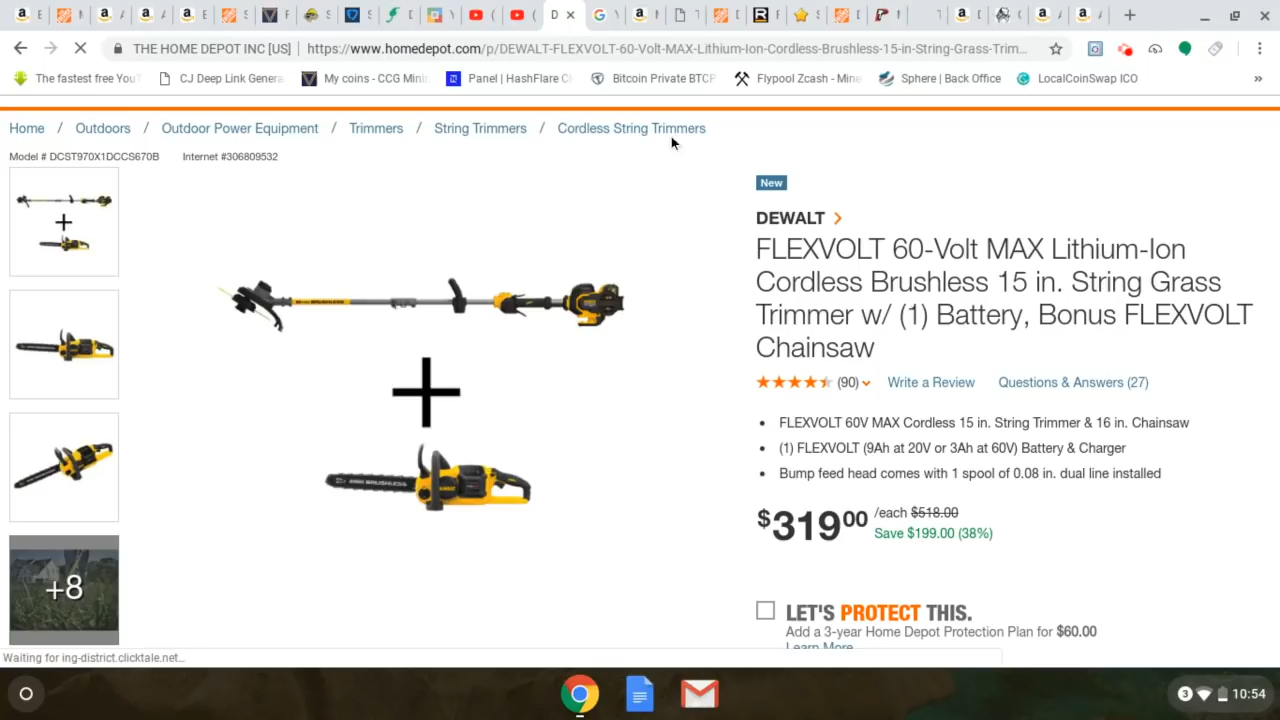 THE HOME DEPOT INC [US] | https://www.homedepot.com/p/DEWALT-FLEXVOLT-60-Volt-MAX-Lithium-Ion-Cordless-Brushless-15-in-String-Grass-Trim...
The fastest free You CJ Deep Link Genera My coins - CCG Mini Panel | HashFlare C Bitcoin Private BTCP Flypool Zcash - Mine Sphere | Back Office LocalCoinSwap ICO »
Home / Outdoors / Outdoor Power Equipment / Trimmers / String Trimmers / Cordless String Trimmers
Model # DCST970X1DCCS670B Internet #306809532
New
DEWALT
FLEXVOLT 60-Volt MAX Lithium-Ion
Cordless Brushless 15 in. String Grass
Trimmer w/ (1) Battery, Bonus FLEXVOLT
Chainsaw
(90) Write a Review Questions & Answers (27)
• FLEXVOLT 60V MAX Cordless 15 in. String Trimmer & 16 in. Chainsaw
• (1) FLEXVOLT (9Ah at 20V or 3Ah at 60V) Battery & Charger
• Bump feed head comes with 1 spool of 0.08 in. dual line installed
$319.00 /each $518.00
Save $199.00 (38%)
+8
LET'S PROTECT THIS.
Add a 3-year Home Depot Protection Plan for $60.00
Learn More
Waiting for ing-district.clicktale.net...
3 10:54